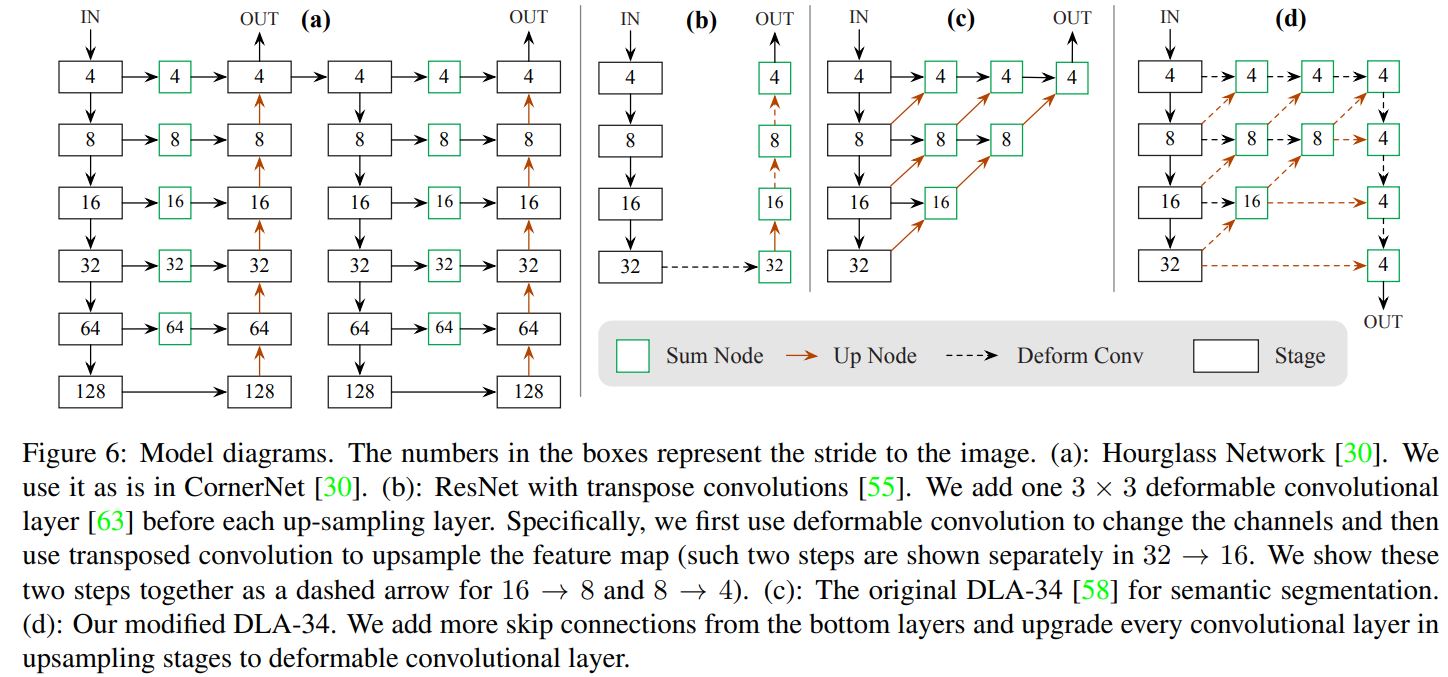 IN OUT (a) OUT IN (b) OUT IN (c) OUT IN (d)
4 4 4 4 4 4 4 4 4 4 4 4 4 4 4 4
8 8 8 8 8 8 8 8 8 8 8 8 8 8 4
16 16 16 16 16 16 16 16 16 16 16 16 4
32 32 32 32 32 32 32 32 32 32 4
64 64 64 64 64 64 OUT
Sum Node Up Node Deform Conv Stage
128 128 128 128
Figure 6: Model diagrams. The numbers in the boxes represent the stride to the image. (a): Hourglass Network [30]. We
use it as is in CornerNet [30]. (b): ResNet with transpose convolutions [55]. We add one 3 × 3 deformable convolutional
layer [63] before each up-sampling layer. Specifically, we first use deformable convolution to change the channels and then
use transposed convolution to upsample the feature map (such two steps are shown separately in 32 → 16. We show these
two steps together as a dashed arrow for 16 → 8 and 8 → 4). (c): The original DLA-34 [58] for semantic segmentation.
(d): Our modified DLA-34. We add more skip connections from the bottom layers and upgrade every convolutional layer in
upsampling stages to deformable convolutional layer.